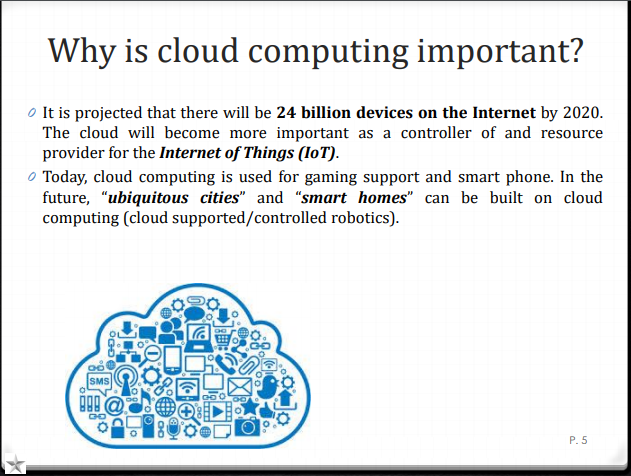 Why is cloud computing important?
It is projected that there will be 24 billion devices on the Internet by 2020.
The cloud will become more important as a controller of and resource
provider for the Internet of Things (IoT).
Today, cloud computing is used for gaming support and smart phone. In the
future, “ubiquitous cities” and “smart homes” can be built on cloud
computing (cloud supported/controlled robotics).
SMS
@
P. 5